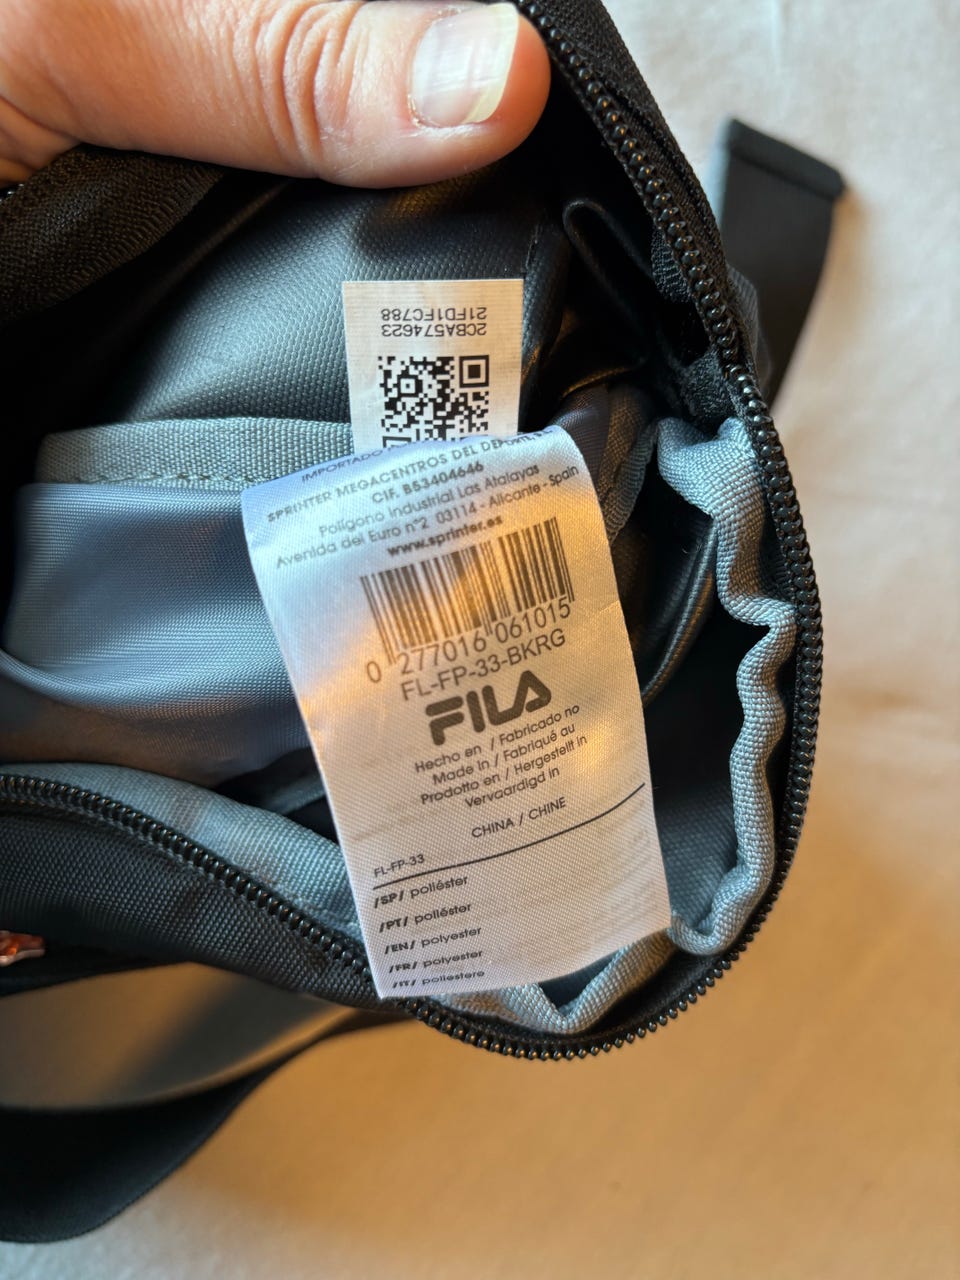 2CBA574623
21FD1FC788
IMPORTADO
SPRINTER MEGACENTROS DEL DEPORTE, S.L.
CIF. B53404646
Polígono Industrial Las Atalayas
Avenida del Euro nº2 03114 - Alicante - Spain
www.sprinter.es
0 277016 061015
FL-FP-33-BKRG
FILA
Hecho en / Fabricado no
Made in / Fabriqué au
Prodotto en / Hergestellt in
Vervaardigd in
CHINA / CHINE
FL-FP-33
/SP/ poliéster
/PT/ poliéster
/EN/ polyester
/FR/ polyester
/IT/ poliestere